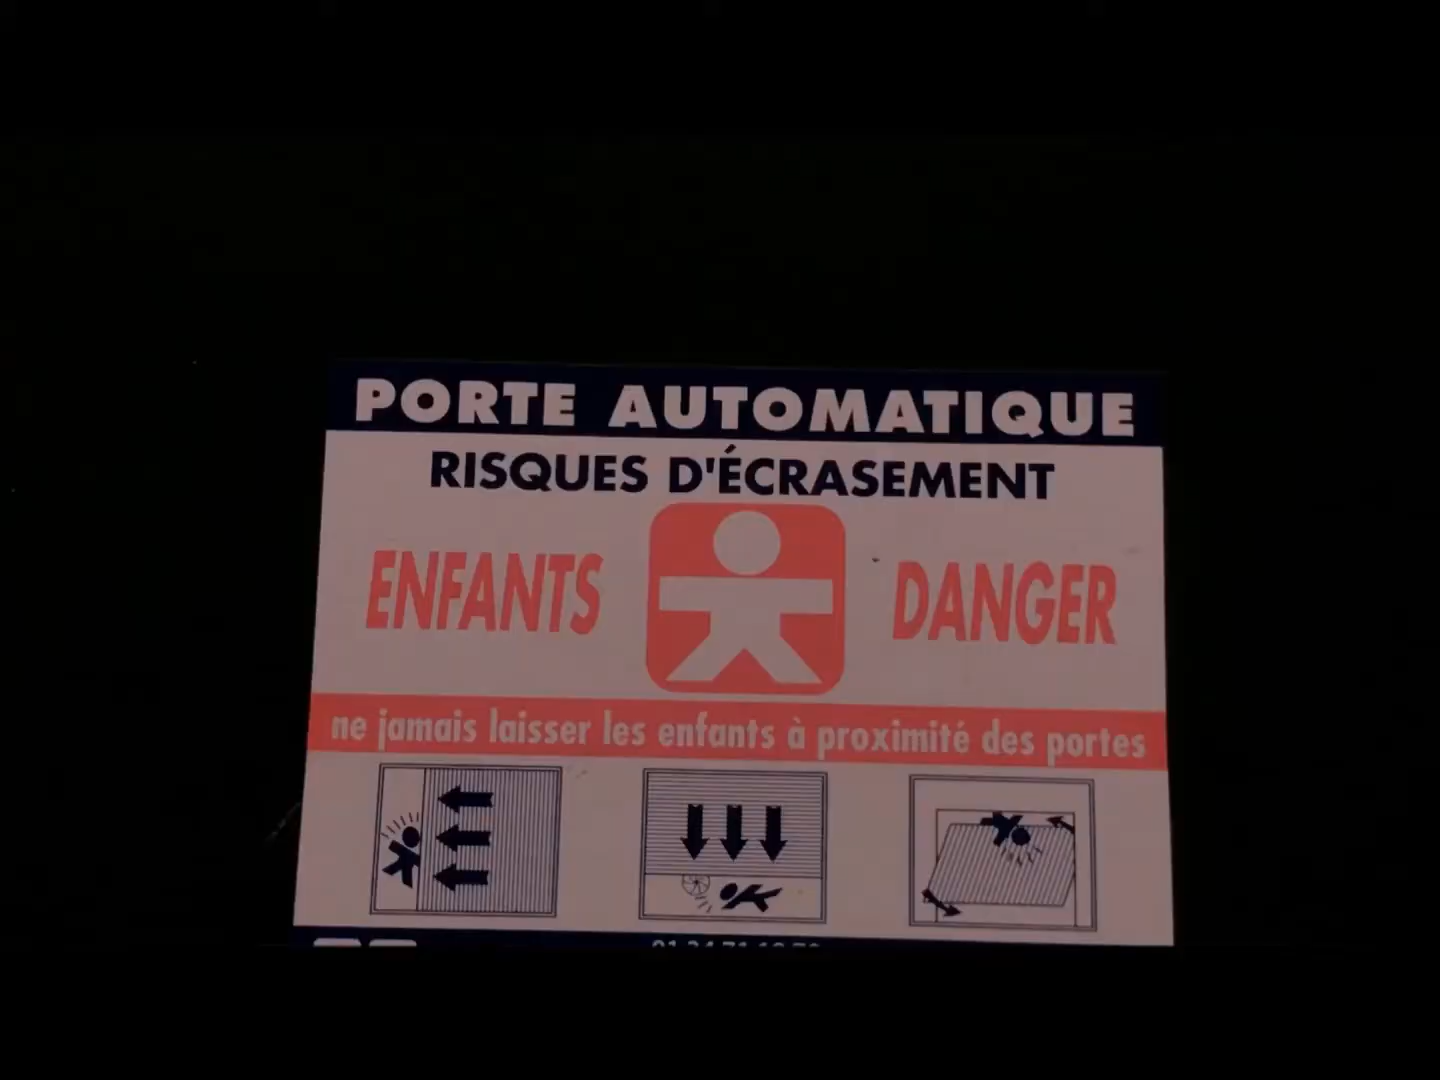 PORTE AUTOMATIQUE
RISQUES D'ÉCRASEMENT
ENFANTS DANGER
ne jamais laisser les enfants à proximité des portes